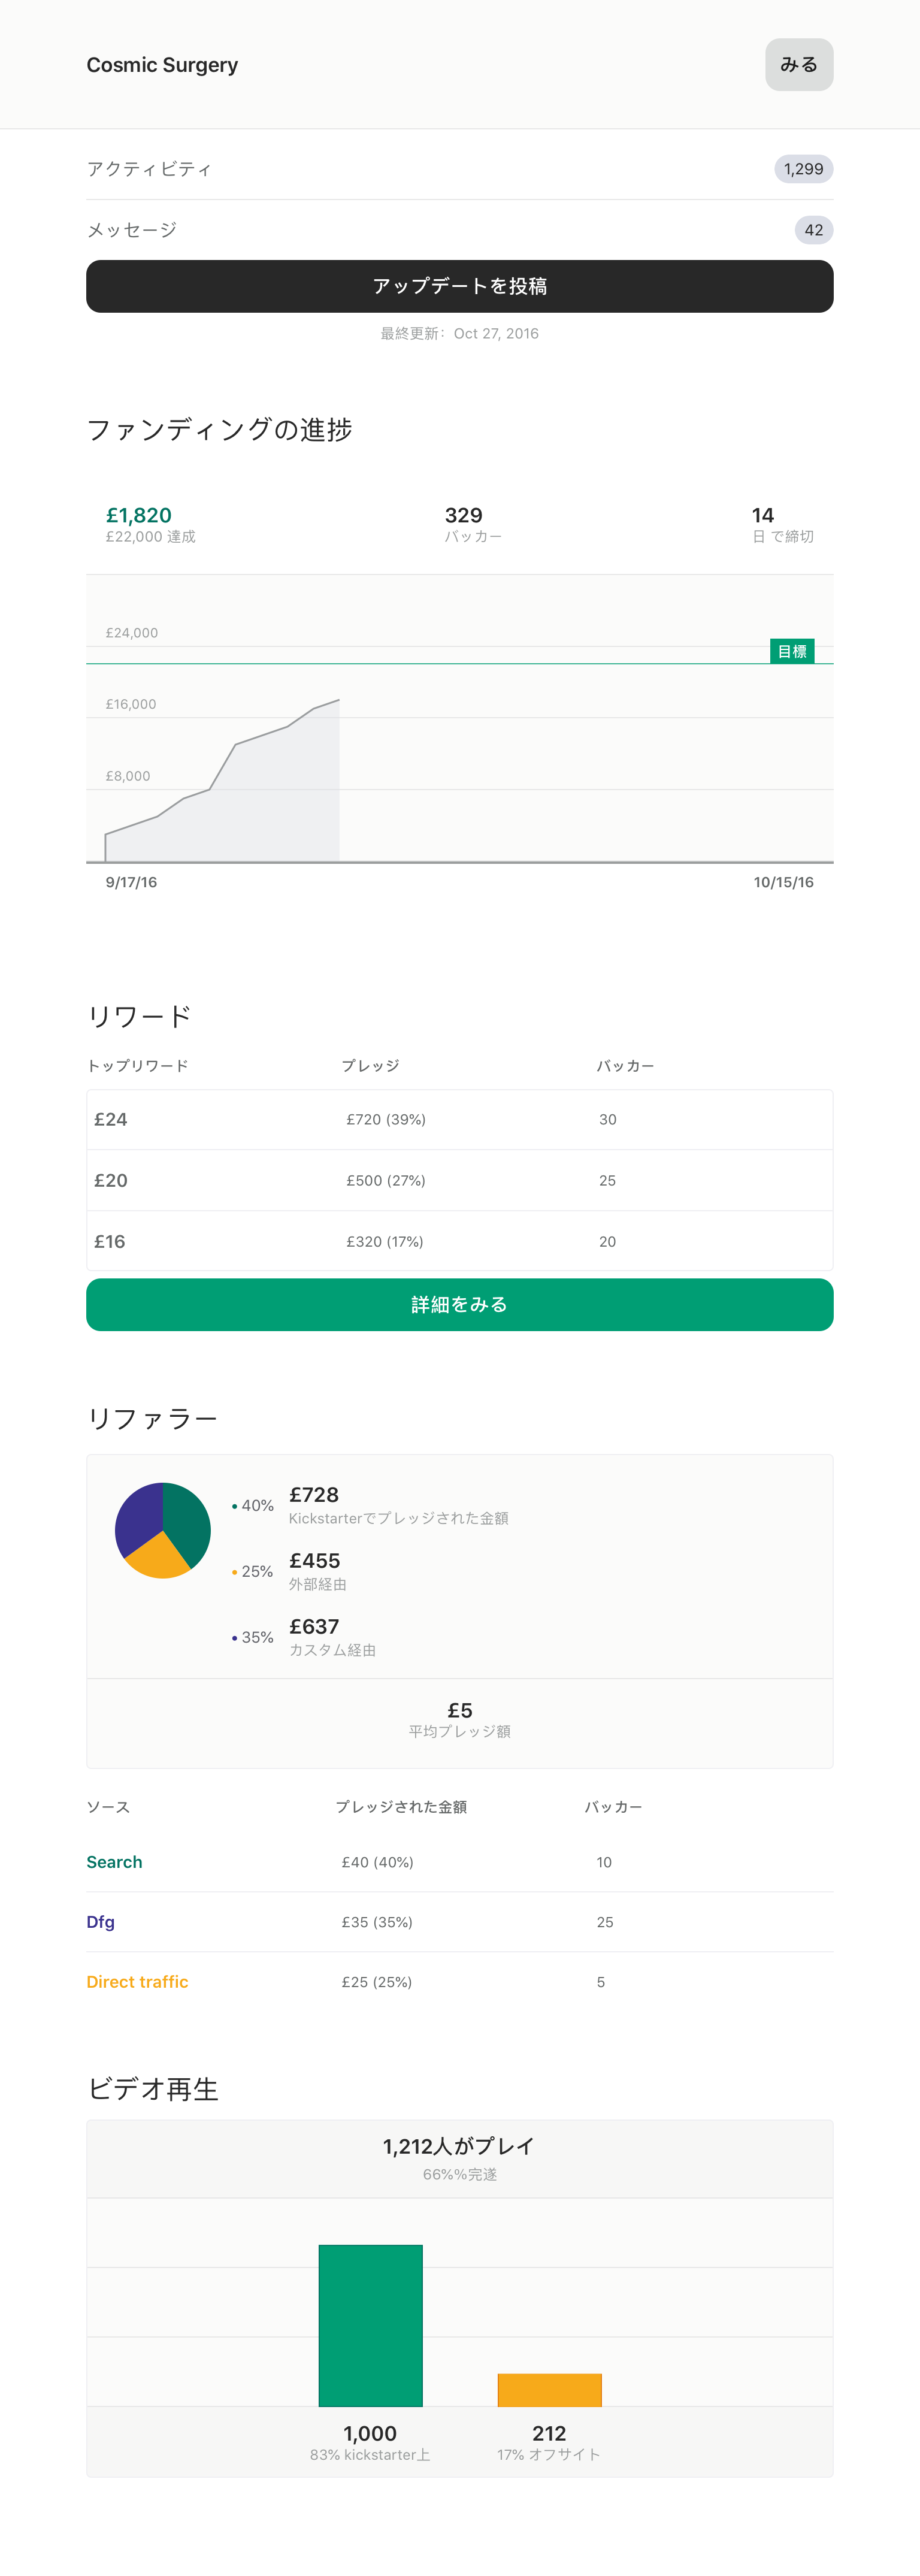 Cosmic Surgery
みる
アクティビティ
1,299
メッセージ
42
アップデートを投稿
最終更新: Oct 27, 2016
ファンディングの進捗
£1,820
£22,000 達成
329
バッカー
14
日 で締切
£24,000
目標
£16,000
£8,000
9/17/16
10/15/16
リワード
トップリワード プレッジ バッカー
£24 £720 (39%) 30
£20 £500 (27%) 25
£16 £320 (17%) 20
詳細をみる
リファラー
• 40%
£728
Kickstarterでプレッジされた金額
• 25%
£455
外部経由
• 35%
£637
カスタム経由
£5
平均プレッジ額
ソース プレッジされた金額 バッカー
Search £40 (40%) 10
Dfg £35 (35%) 25
Direct traffic £25 (25%) 5
ビデオ再生
1,212人がプレイ
66%%完遂
1,000
83% kickstarter上
212
17% オフサイト